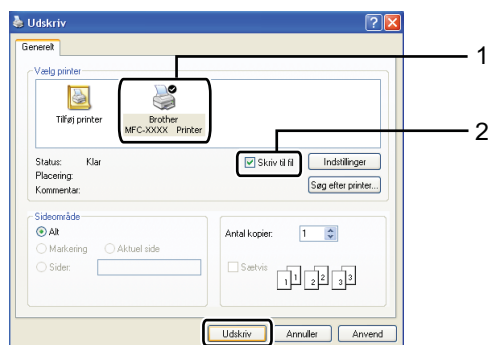 Udskriv
Generelt
Vælg printer
1
Tilføj printer
Brother
MFC-XXXX Printer
2
Status: Klar
Skriv til fil
Indstillinger
Placering:
Kommentar:
Søg efter printer...
Sideområde
Alt
Antal kopier: 1
Markering
Aktuel side
Sider:
Sætvis
1 1 2 2 3 3
Udskriv
Annuller
Anvend